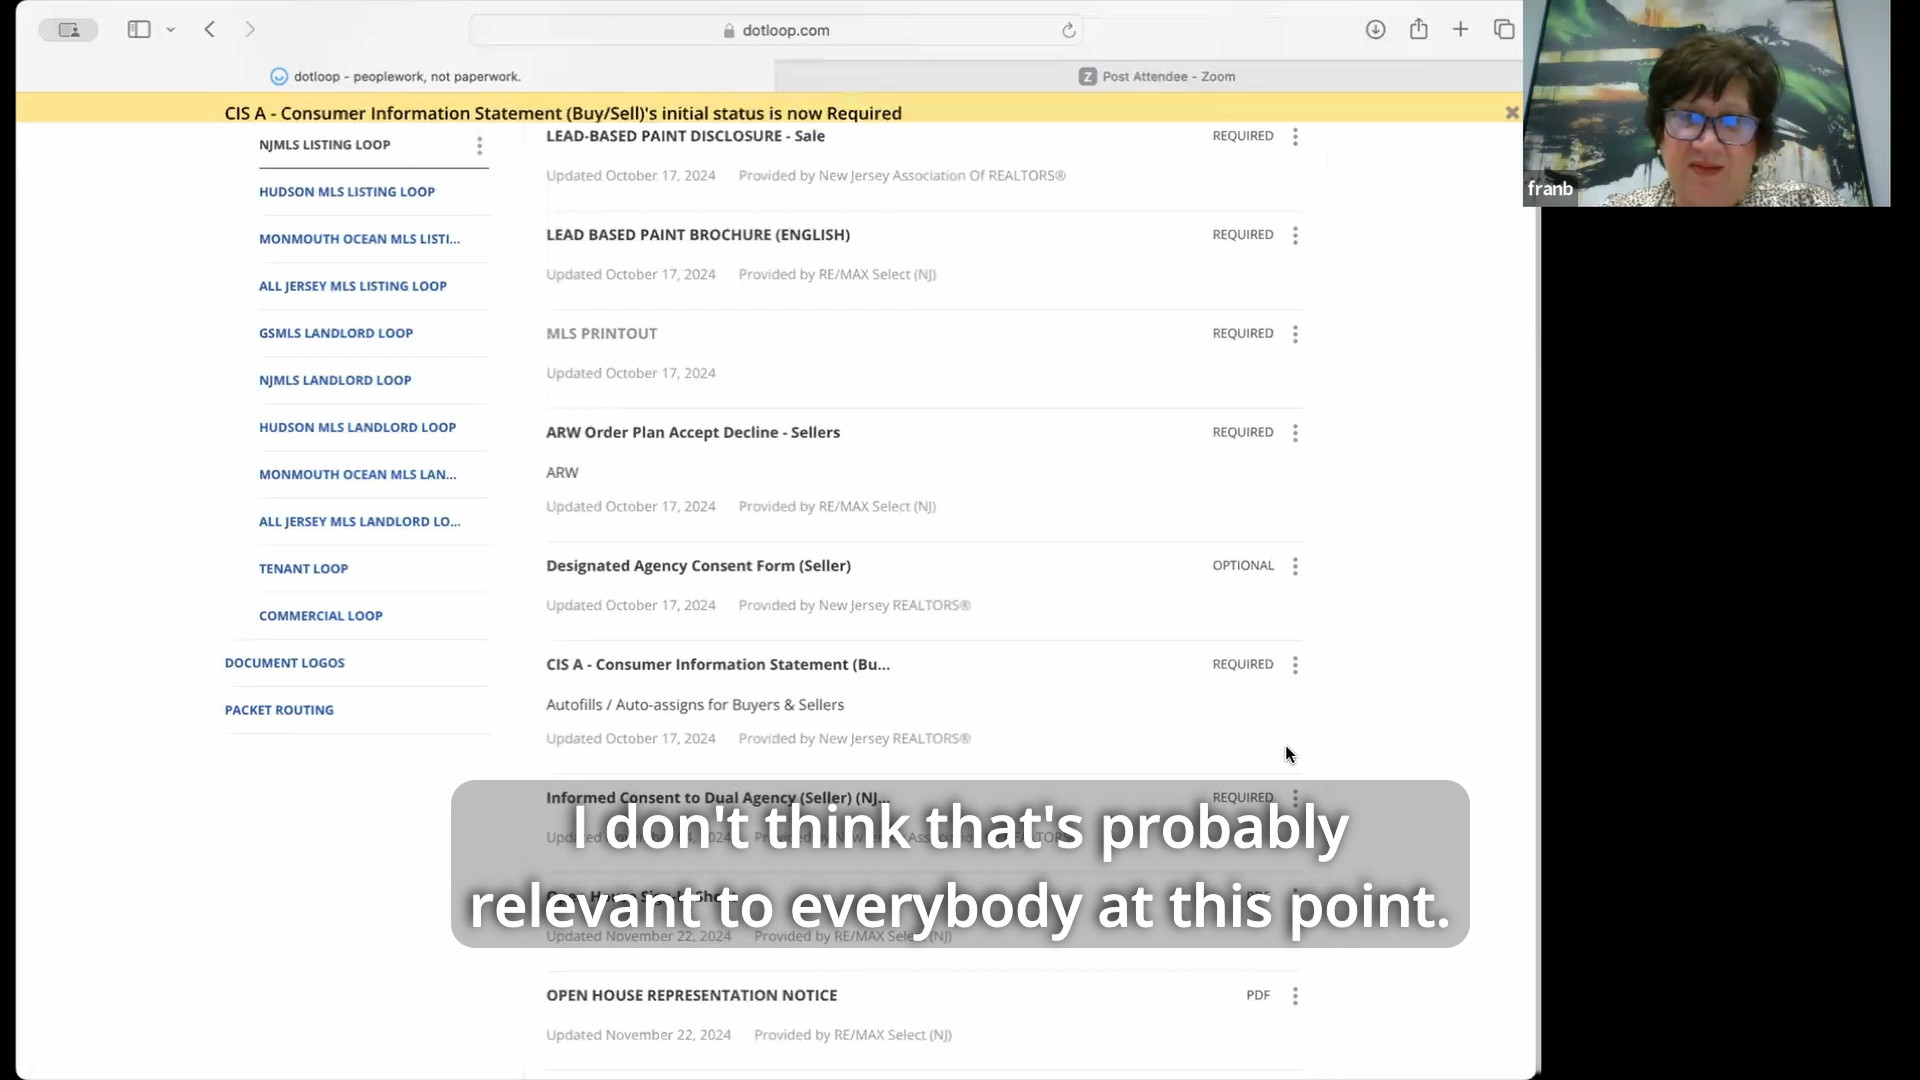 dotloop.com
dotloop - peoplework, not paperwork.
Z Post Attendee - Zoom
CIS A - Consumer Information Statement (Buy/Sell)'s initial status is now Required
franb
NJMLS LISTING LOOP
HUDSON MLS LISTING LOOP
MONMOUTH OCEAN MLS LISTI...
ALL JERSEY MLS LISTING LOOP
GSMLS LANDLORD LOOP
NJMLS LANDLORD LOOP
HUDSON MLS LANDLORD LOOP
MONMOUTH OCEAN MLS LAN...
ALL JERSEY MLS LANDLORD LO...
TENANT LOOP
COMMERCIAL LOOP
DOCUMENT LOGOS
PACKET ROUTING
LEAD-BASED PAINT DISCLOSURE - Sale REQUIRED
Updated October 17, 2024 Provided by New Jersey Association Of REALTORS®
LEAD BASED PAINT BROCHURE (ENGLISH) REQUIRED
Updated October 17, 2024 Provided by RE/MAX Select (NJ)
MLS PRINTOUT REQUIRED
Updated October 17, 2024
ARW Order Plan Accept Decline - Sellers REQUIRED
ARW
Updated October 17, 2024 Provided by RE/MAX Select (NJ)
Designated Agency Consent Form (Seller) OPTIONAL
Updated October 17, 2024 Provided by New Jersey REALTORS®
CIS A - Consumer Information Statement (Bu... REQUIRED
Autofills / Auto-assigns for Buyers & Sellers
Updated October 17, 2024 Provided by New Jersey REALTORS®
Informed Consent to Dual Agency (Seller) (NJ... REQUIRED
I don't think that's probably
relevant to everybody at this point.
Updated November 22, 2024 Provided by RE/MAX Select (NJ)
OPEN HOUSE REPRESENTATION NOTICE PDF
Updated November 22, 2024 Provided by RE/MAX Select (NJ)